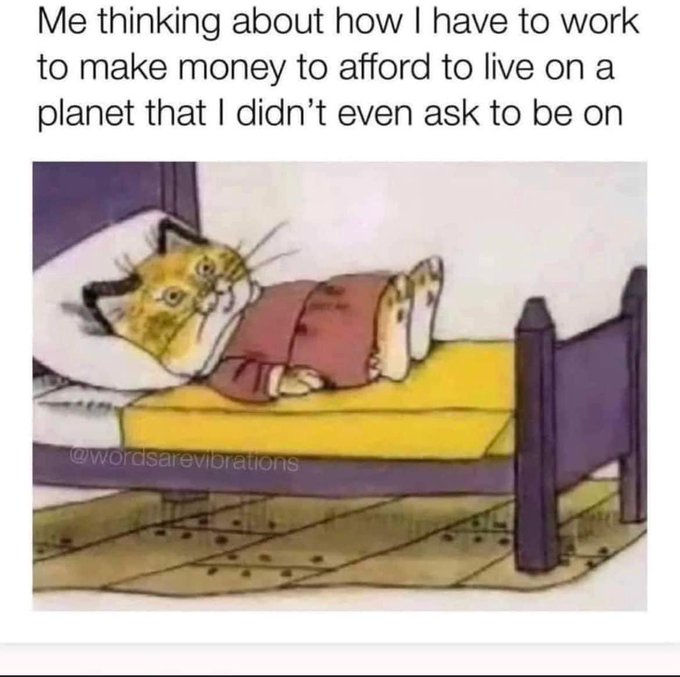 Me thinking about how I have to work
to make money to afford to live on a
planet that I didn’t even ask to be on
@wordsarevibrations